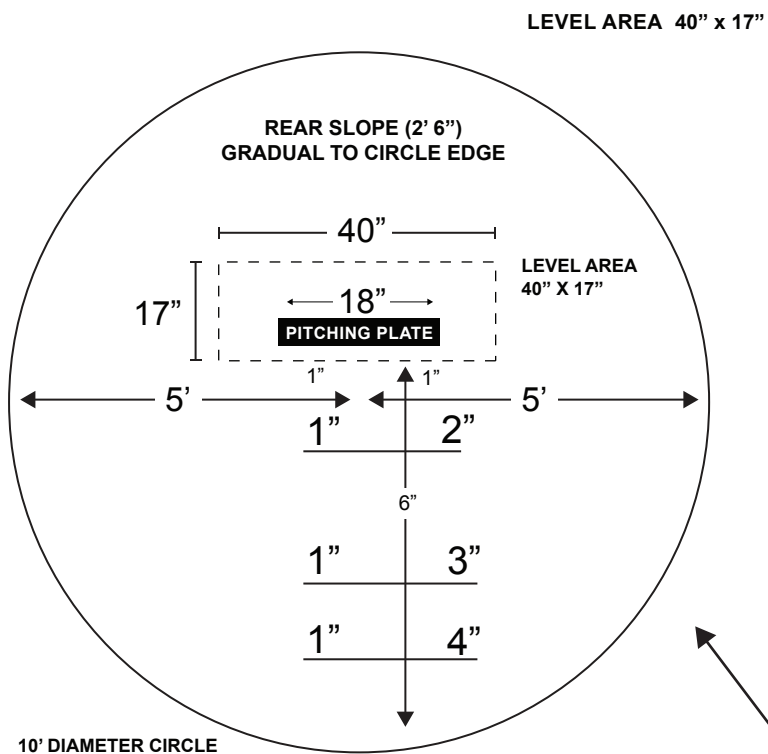 LEVEL AREA 40” x 17”
REAR SLOPE (2’ 6”)
GRADUAL TO CIRCLE EDGE
40”
LEVEL AREA
40” X 17”
17”
18”
PITCHING PLATE
1” 1”
5’ 5’
1” 2”
6”
1” 3”
1” 4”
10’ DIAMETER CIRCLE